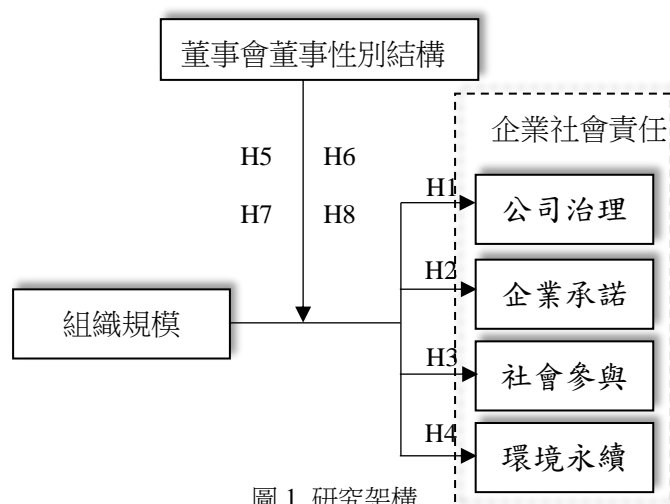 董事會董事性別結構
企業社會責任
H5 H6
H7 H8
H1
公司治理
H2
企業承諾
組織規模
H3
社會參與
H4
環境永續
圖 1 研究架構